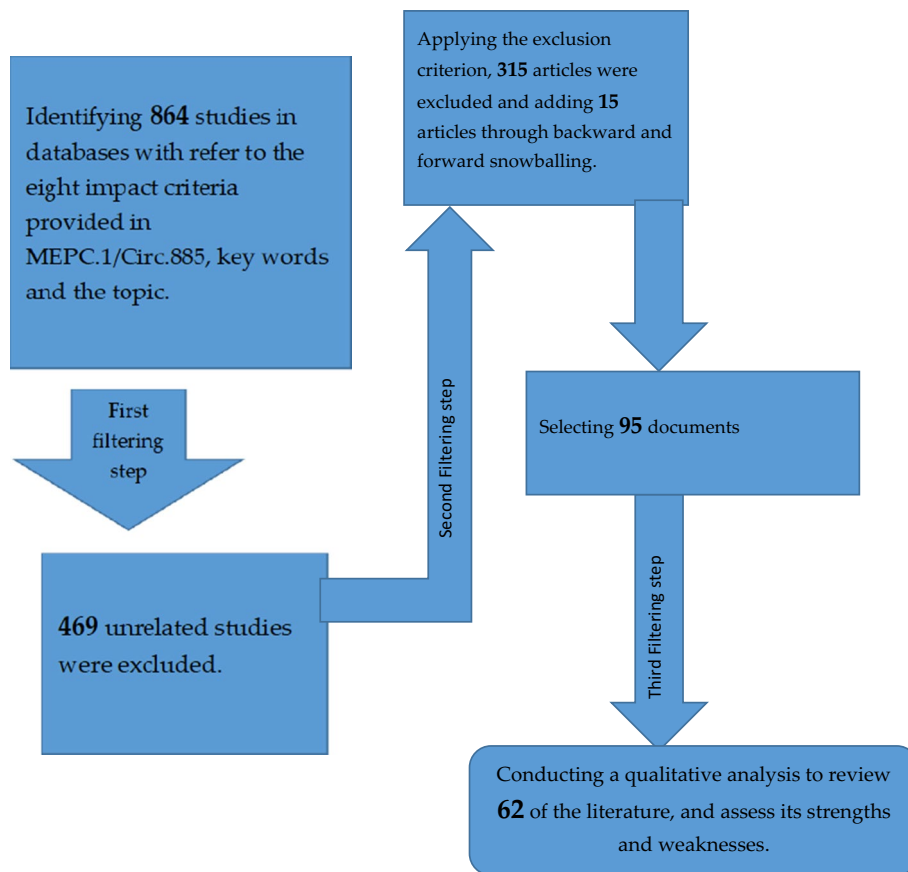 Identifying 864 studies in
databases with refer to the
eight impact criteria
provided in
MEPC.1/Circ.885, key words
and the topic.
First
filtering
step
469 unrelated studies
were excluded.
Second Filtering step
Applying the exclusion
criterion, 315 articles were
excluded and adding 15
articles through backward and
forward snowballing.
Selecting 95 documents
Third Filtering step
Conducting a qualitative analysis to review
62 of the literature, and assess its strengths
and weaknesses.